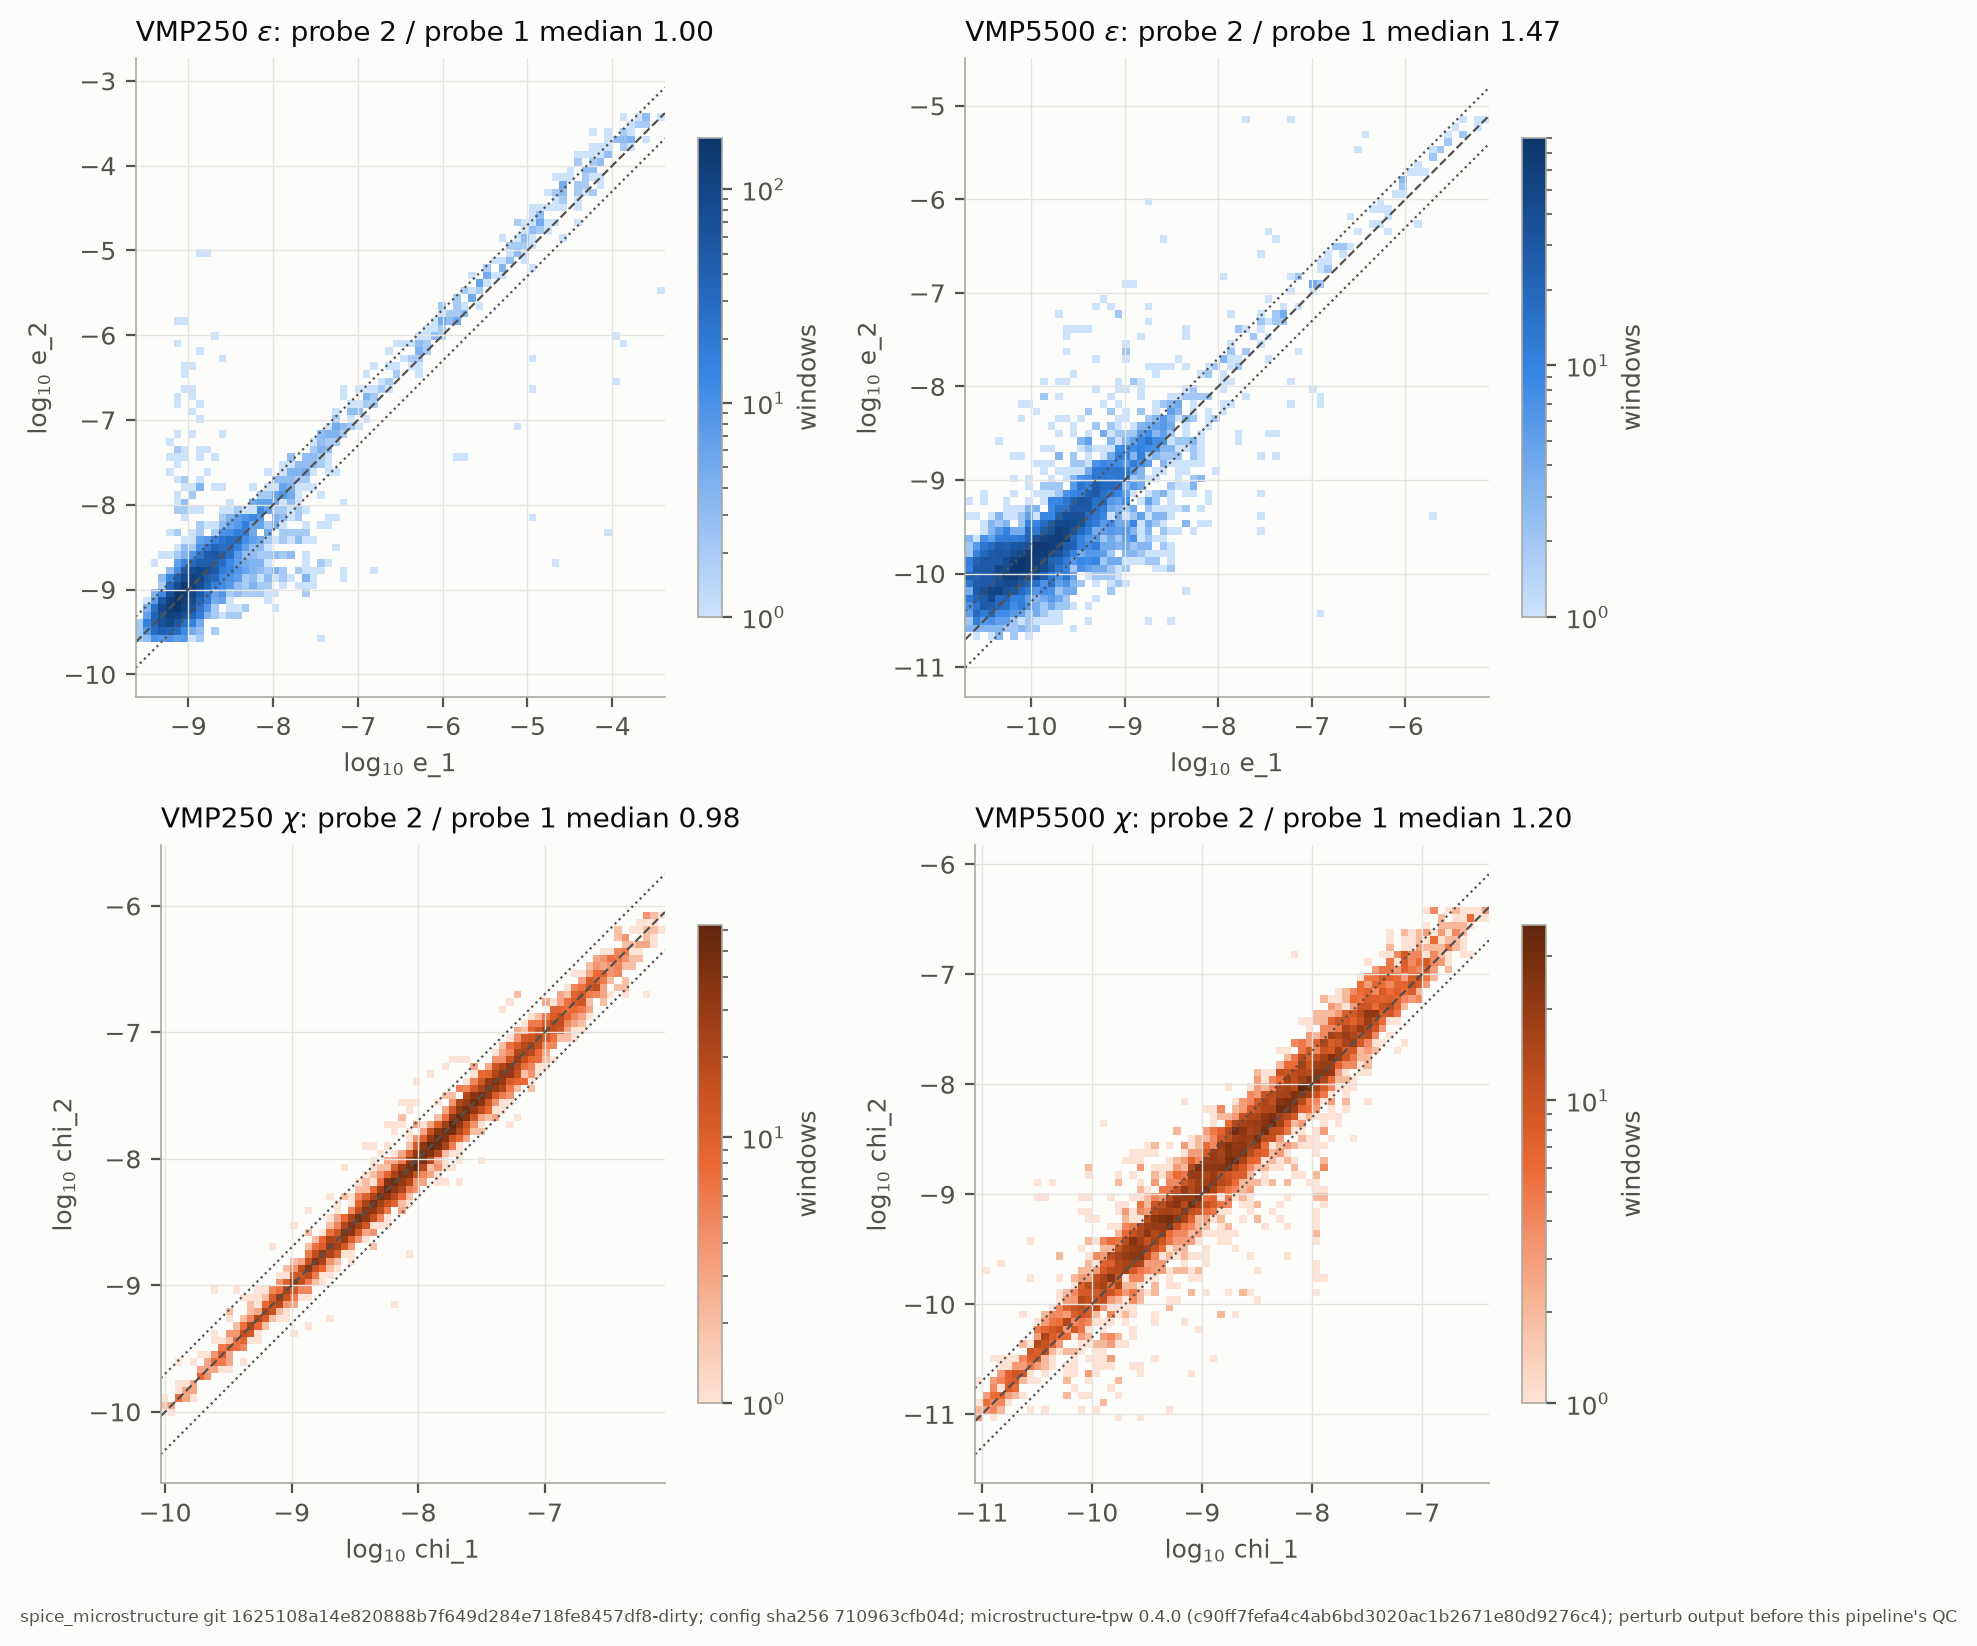 VMP250 ε: probe 2 / probe 1 median 1.00
−3
−4
−5
−6
−7
−8
−9
−10
log₁₀ e_2
−9 −8 −7 −6 −5 −4
log₁₀ e_1
10²
10¹
10⁰
windows
VMP5500 ε: probe 2 / probe 1 median 1.47
−5
−6
−7
−8
−9
−10
−11
log₁₀ e_2
−10 −9 −8 −7 −6
log₁₀ e_1
10¹
10⁰
windows
VMP250 χ: probe 2 / probe 1 median 0.98
−6
−7
−8
−9
−10
log₁₀ chi_2
−10 −9 −8 −7
log₁₀ chi_1
10¹
10⁰
windows
VMP5500 χ: probe 2 / probe 1 median 1.20
−6
−7
−8
−9
−10
−11
log₁₀ chi_2
−11 −10 −9 −8 −7
log₁₀ chi_1
10¹
10⁰
windows
spice_microstructure git 1625108a14e820888b7f649d284e718fe8457df8-dirty; config sha256 710963cfb04d; microstructure-tpw 0.4.0 (c90ff7fefa4c4ab6bd3020ac1b2671e80d9276c4); perturb output before this pipeline's QC